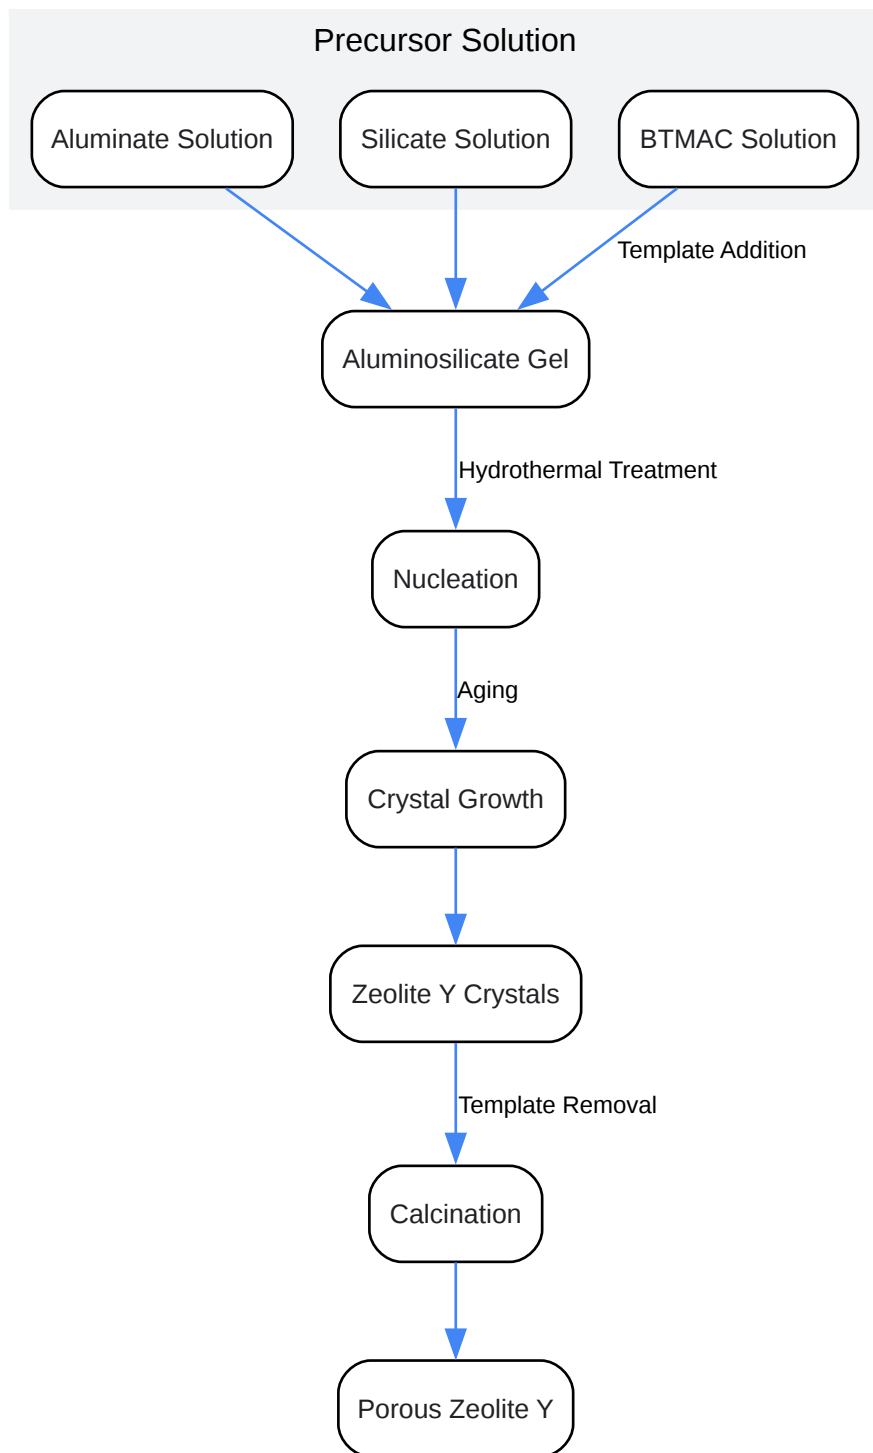 Precursor Solution
Aluminate Solution
Silicate Solution
BTMAC Solution
Template Addition
Aluminosilicate Gel
Hydrothermal Treatment
Nucleation
Aging
Crystal Growth
Zeolite Y Crystals
Template Removal
Calcination
Porous Zeolite Y